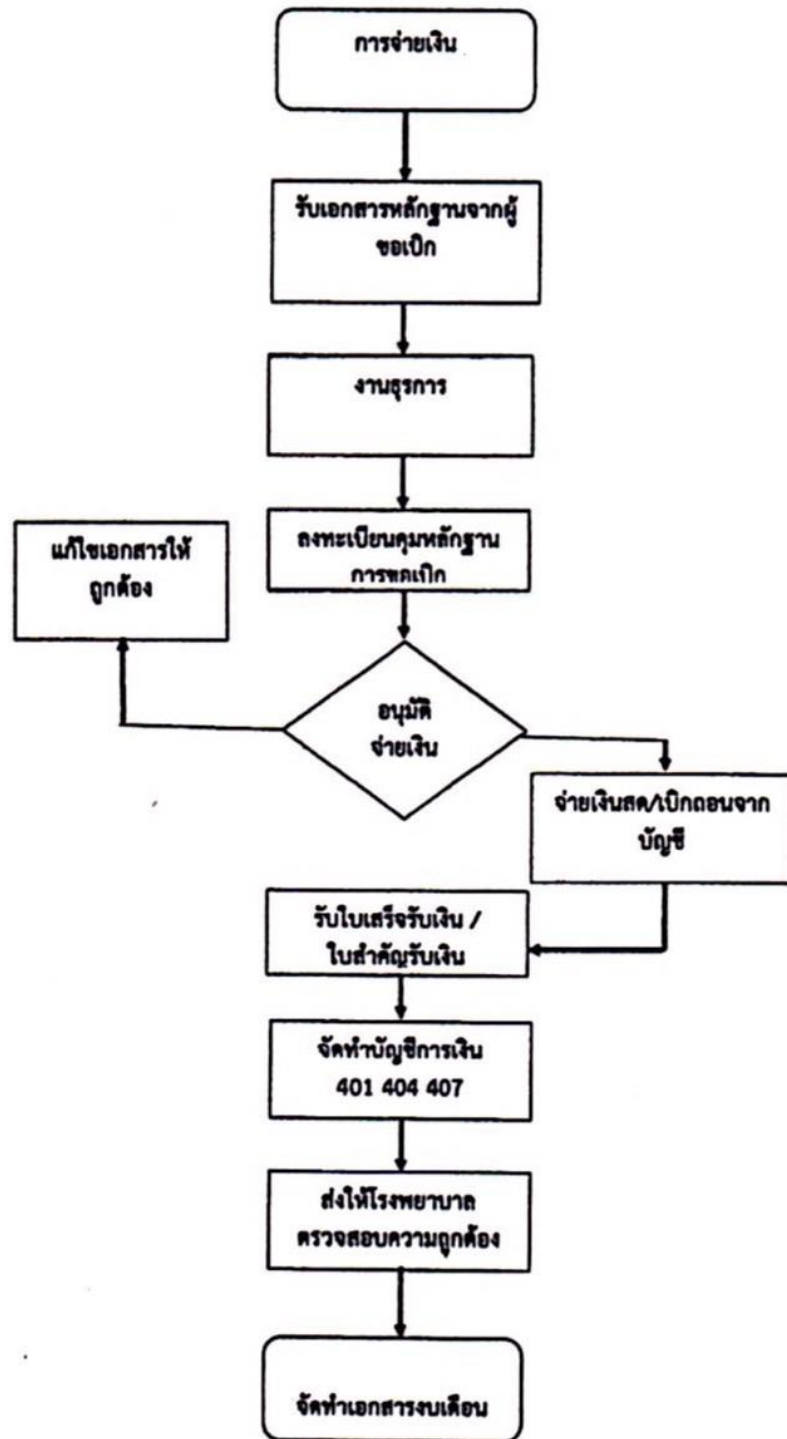 การจ่ายเงิน
รับเอกสารหลักฐานจากผู้
ขอเบิก
งานธุรการ
ลงทะเบียนคุมหลักฐาน
การขอเบิก
แก้ไขเอกสารให้
ถูกต้อง
อนุมัติ
จ่ายเงิน
จ่ายเงินสด/เบิกถอนจาก
บัญชี
รับใบเสร็จรับเงิน /
ใบสำคัญรับเงิน
จัดทำบัญชีการเงิน
401 404 407
ส่งให้โรงพยาบาล
ตรวจสอบความถูกต้อง
จัดทำเอกสารงบเดือน